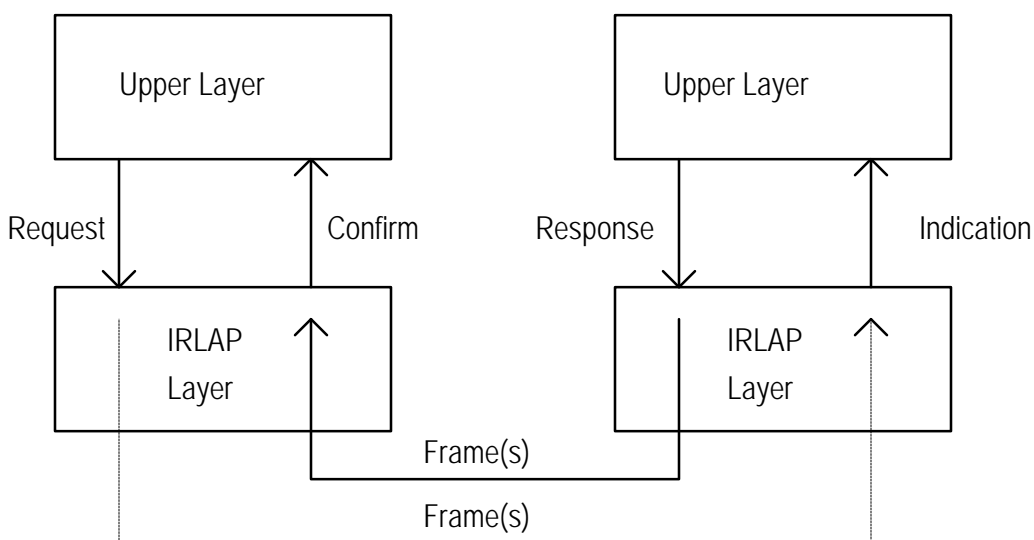 Upper Layer
Upper Layer
Request
Confirm
Response
Indication
IRLAP
Layer
IRLAP
Layer
Frame(s)
Frame(s)